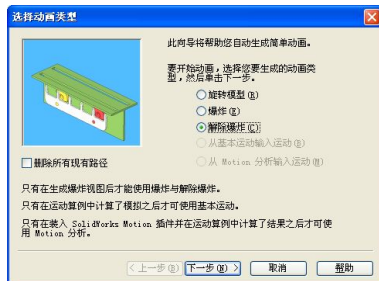 选择动画类型
此向导将帮助您自动生成简单动画。
要开始动画，选择您要生成的动画类
型，然后单击下一步。
旋转模型(R)
爆炸(E)
解除爆炸(C)
从基本运动输入运动(B)
从 Motion 分析输入运动(M)
删除所有现有路径
只有在生成爆炸视图后才能使用爆炸与解除爆炸。
只有在运动算例中计算了模拟之后才可使用基本运动。
只有在装入 SolidWorks Motion 插件并在运动算例中计算了结果之后才可使
用 Motion 分析。
< 上一步(B) 下一步(N) > 取消 帮助